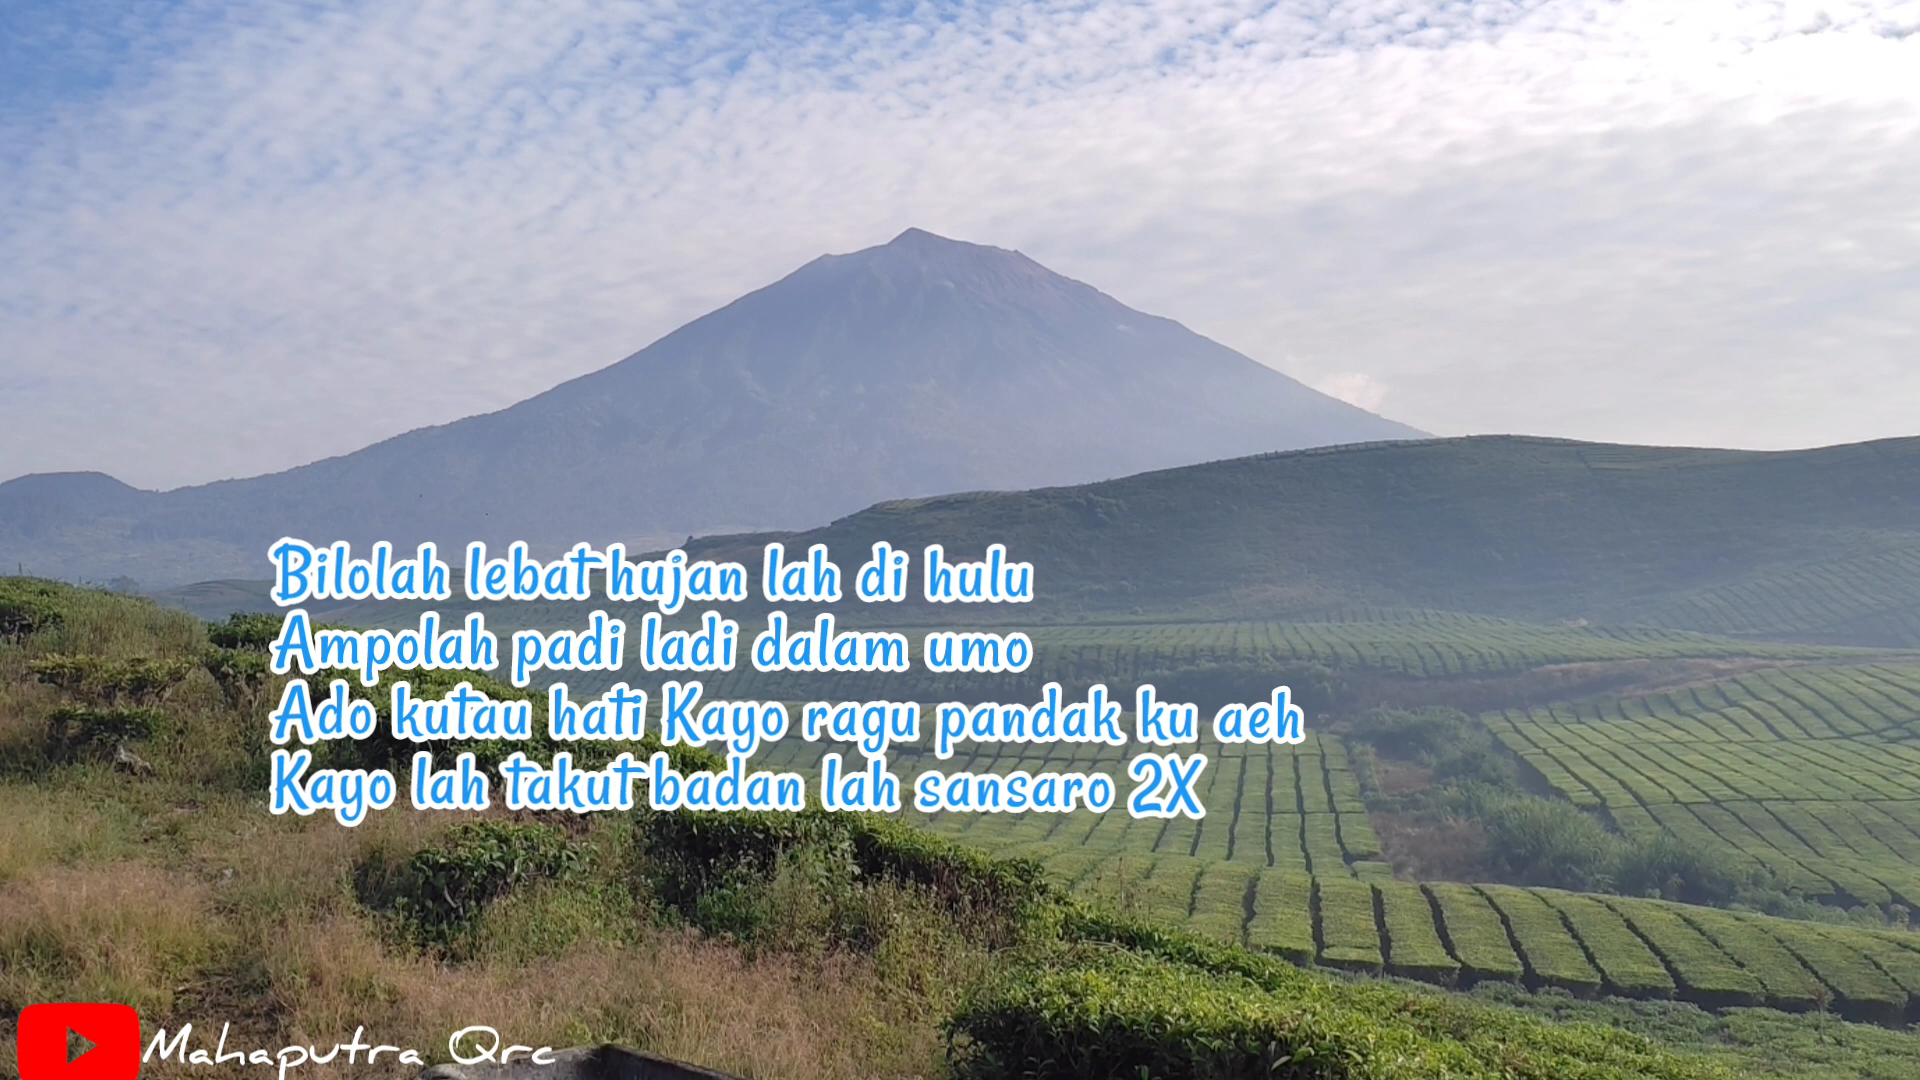 Bilolah lebat hujan lah di hulu
Ampolah padi ladi dalam umo
Ado kutau hati Kayo ragu pandak ku aeh
Kayo lah takut badan lah sansaro 2X
Mahaputra Qrc